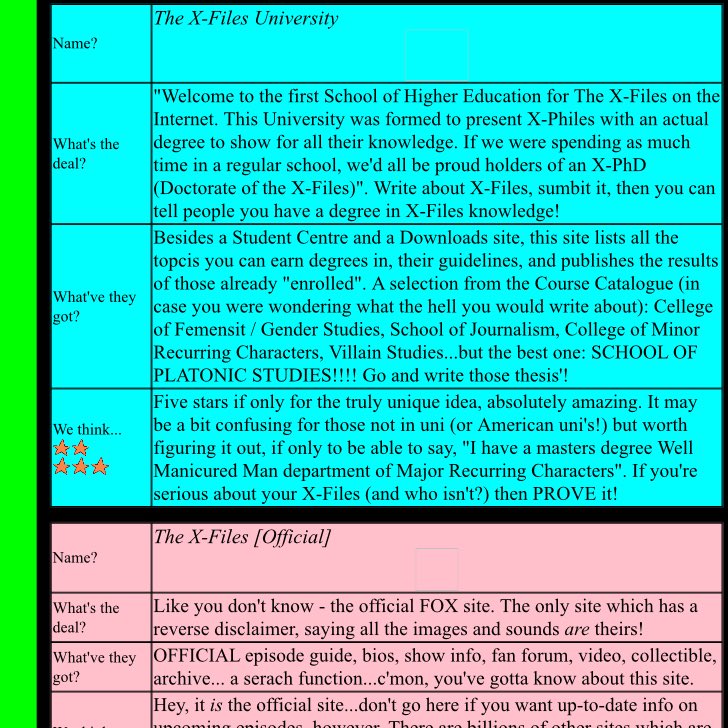 Name?
The X-Files University
What's the
deal?
"Welcome to the first School of Higher Education for The X-Files on the
Internet. This University was formed to present X-Philes with an actual
degree to show for all their knowledge. If we were spending as much
time in a regular school, we'd all be proud holders of an X-PhD
(Doctorate of the X-Files)". Write about X-Files, sumbit it, then you can
tell people you have a degree in X-Files knowledge!
What've they
got?
Besides a Student Centre and a Downloads site, this site lists all the
topcis you can earn degrees in, their guidelines, and publishes the results
of those already "enrolled". A selection from the Course Catalogue (in
case you were wondering what the hell you would write about): Cellege
of Femensit / Gender Studies, School of Journalism, College of Minor
Recurring Characters, Villain Studies...but the best one: SCHOOL OF
PLATONIC STUDIES!!!! Go and write those thesis'!
We think...
Five stars if only for the truly unique idea, absolutely amazing. It may
be a bit confusing for those not in uni (or American uni's!) but worth
figuring it out, if only to be able to say, "I have a masters degree Well
Manicured Man department of Major Recurring Characters". If you're
serious about your X-Files (and who isn't?) then PROVE it!
Name?
The X-Files [Official]
What's the
deal?
Like you don't know - the official FOX site. The only site which has a
reverse disclaimer, saying all the images and sounds are theirs!
What've they
got?
OFFICIAL episode guide, bios, show info, fan forum, video, collectible,
archive... a serach function...c'mon, you've gotta know about this site.
Hey, it is the official site...don't go here if you want up-to-date info on
upcoming episodes, however. There are billions of other sites which are